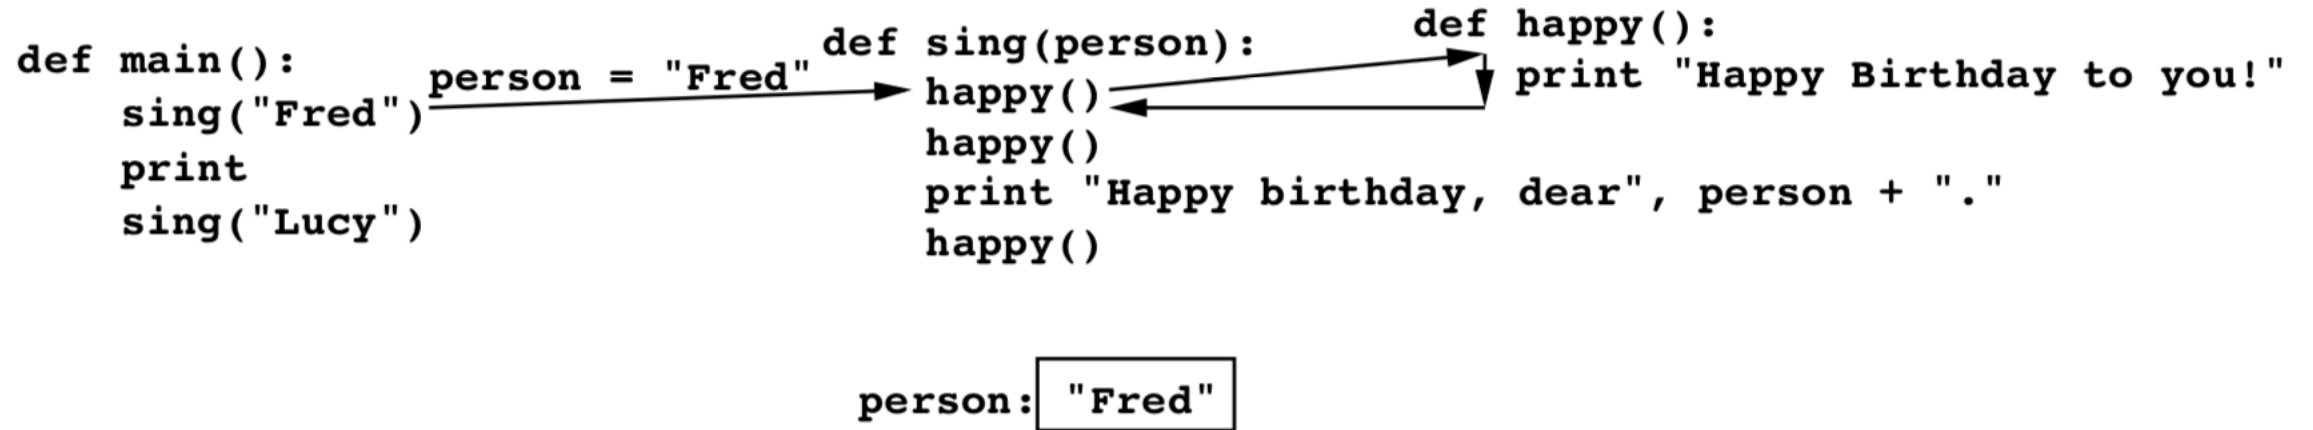 def main():
    sing("Fred")
    print
    sing("Lucy")
person = "Fred"
def sing(person):
    happy()
    happy()
    print "Happy birthday, dear", person + "."
    happy()
def happy():
    print "Happy Birthday to you!"
person: "Fred"